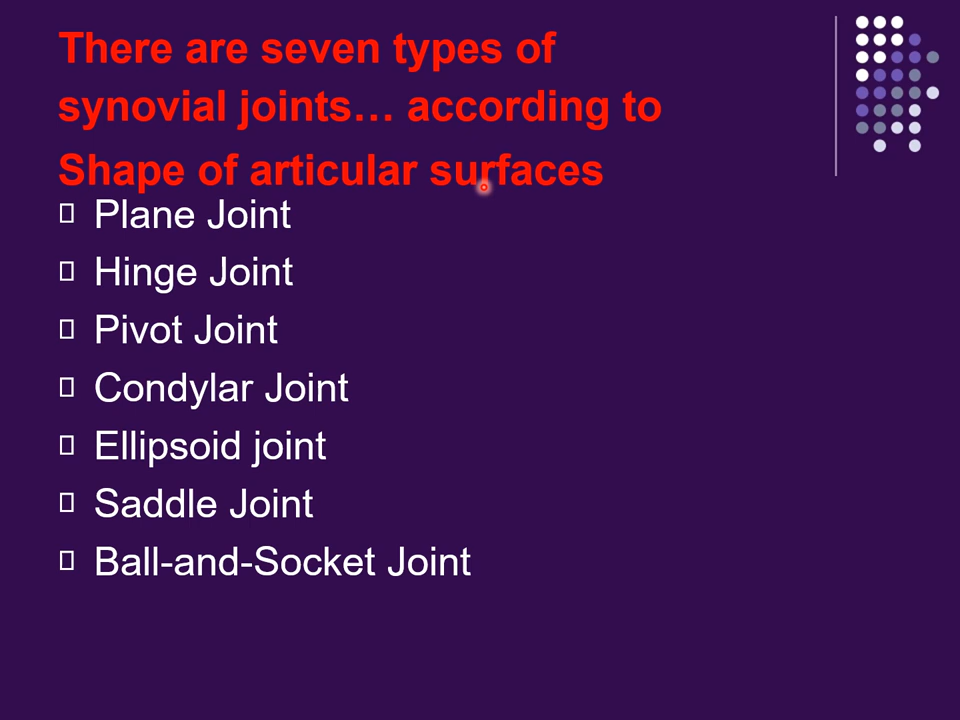 There are seven types of
synovial joints… according to
Shape of articular surfaces
Plane Joint
Hinge Joint
Pivot Joint
Condylar Joint
Ellipsoid joint
Saddle Joint
Ball-and-Socket Joint